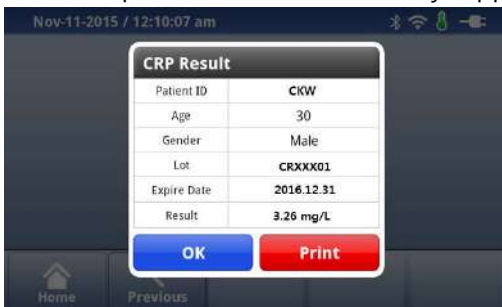 Nov-11-2015 / 12:10:07 am
CRP Result
Patient ID CKW
Age 30
Gender Male
Lot CRXXX01
Expire Date 2016.12.31
Result 3.26 mg/L
OK Print
Home Previous